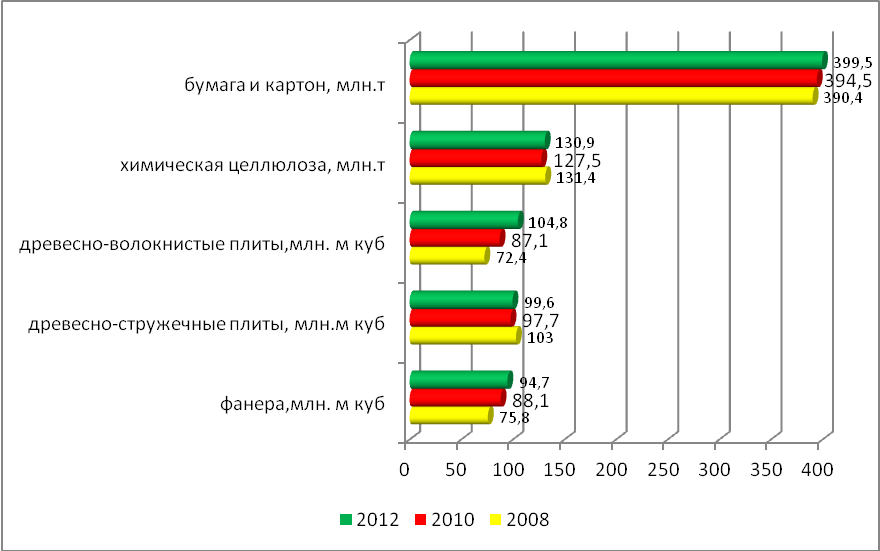 бумага и картон, млн.т
399,5
394,5
390,4
химическая целлюлоза, млн.т
130,9
127,5
131,4
древесно-волокнистые плиты,млн. м куб
104,8
87,1
72,4
древесно-стружечные плиты, млн.м куб
99,6
97,7
103
фанера,млн. м куб
94,7
88,1
75,8
0 50 100 150 200 250 300 350 400
2012 2010 2008